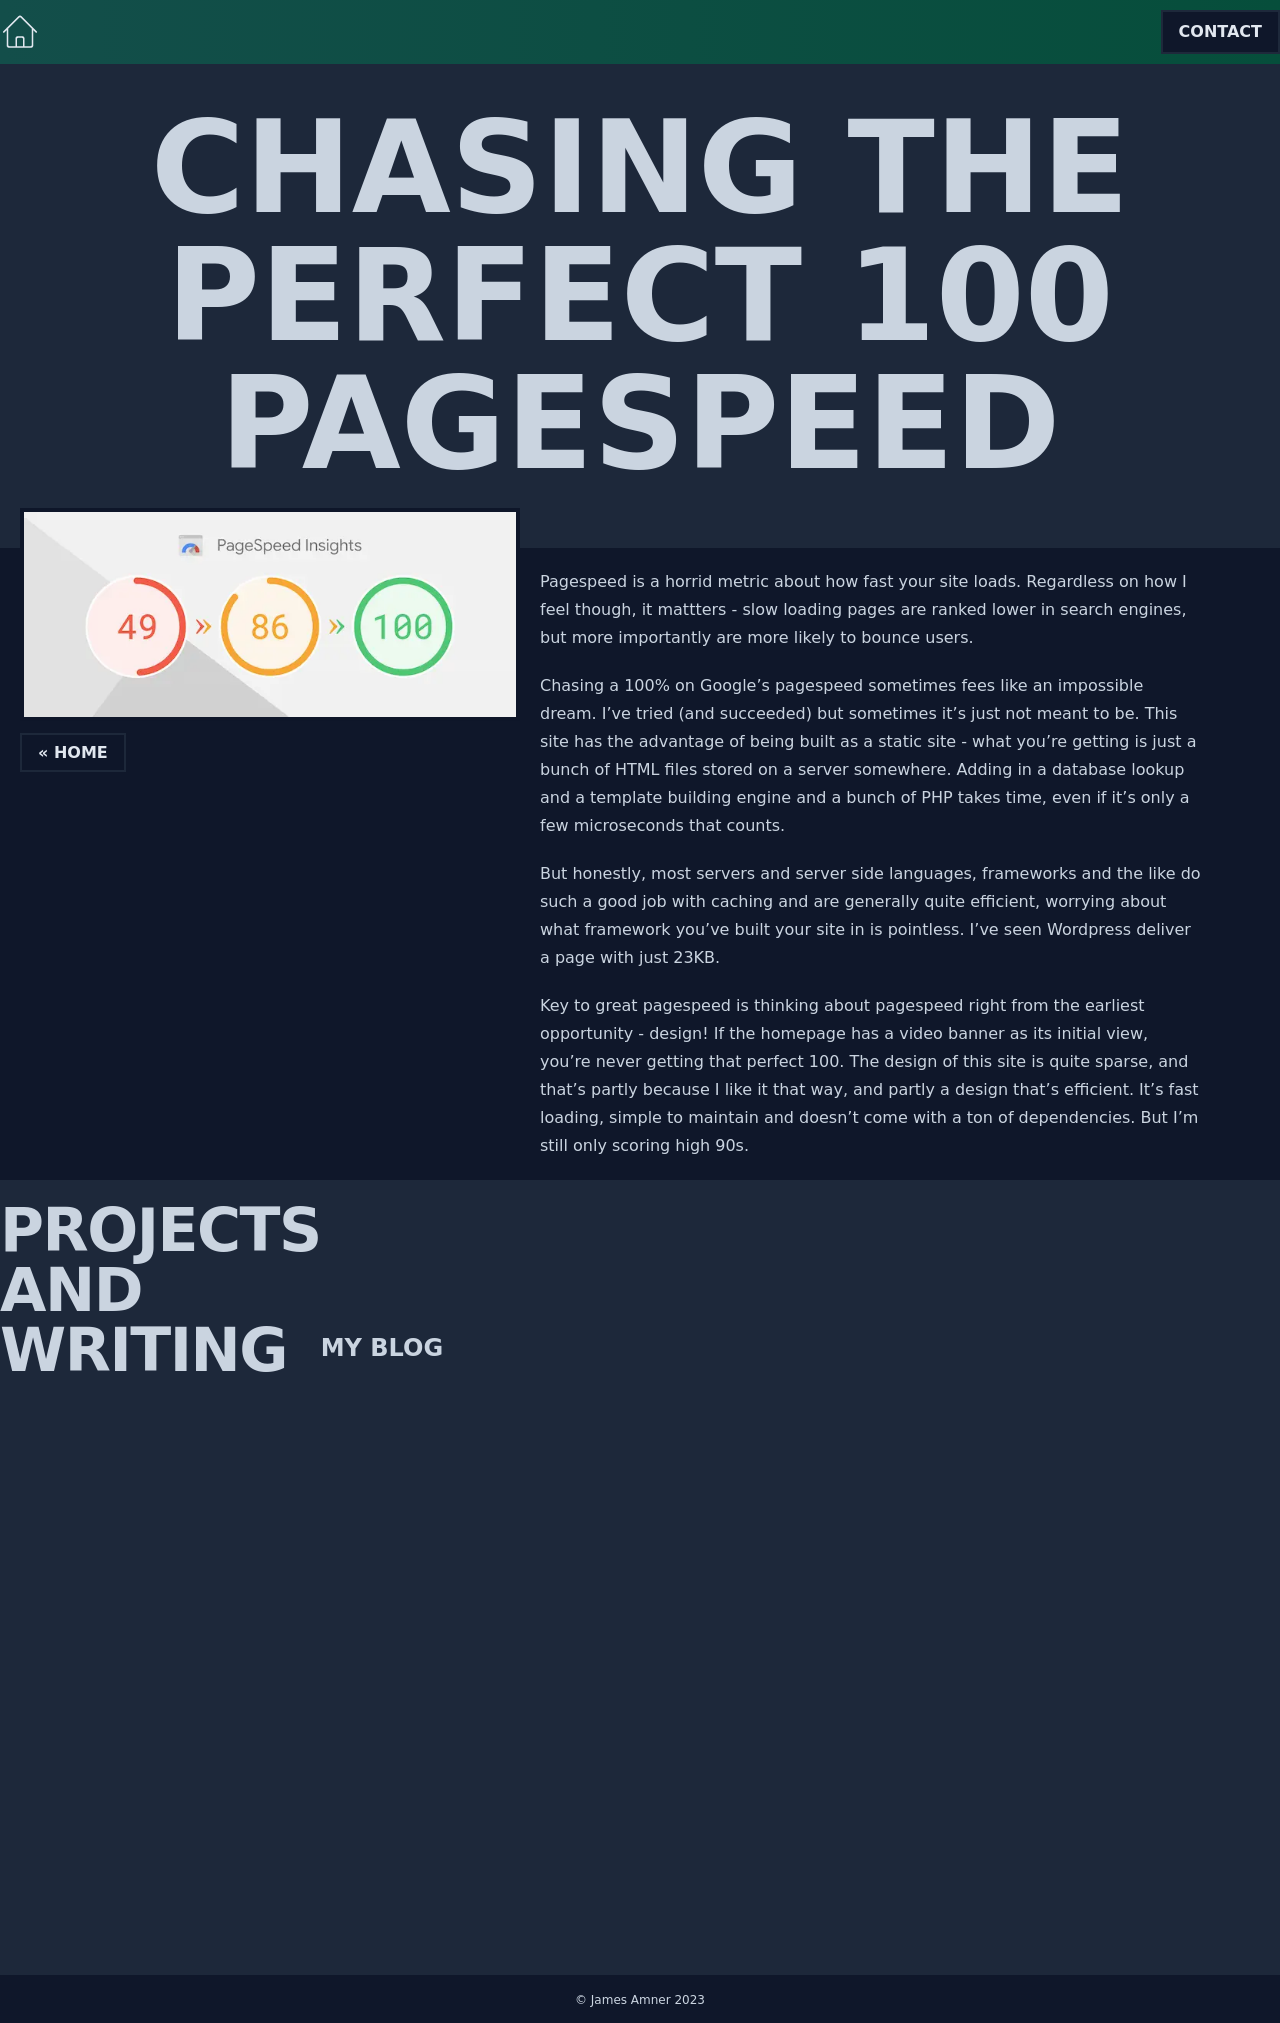 CONTACT
CHASING THE
PERFECT 100
PAGESPEED
PageSpeed Insights
49 » 86 » 100
« HOME
Pagespeed is a horrid metric about how fast your site loads. Regardless on how I
feel though, it mattters - slow loading pages are ranked lower in search engines,
but more importantly are more likely to bounce users.
Chasing a 100% on Google’s pagespeed sometimes fees like an impossible
dream. I’ve tried (and succeeded) but sometimes it’s just not meant to be. This
site has the advantage of being built as a static site - what you’re getting is just a
bunch of HTML files stored on a server somewhere. Adding in a database lookup
and a template building engine and a bunch of PHP takes time, even if it’s only a
few microseconds that counts.
But honestly, most servers and server side languages, frameworks and the like do
such a good job with caching and are generally quite efficient, worrying about
what framework you’ve built your site in is pointless. I’ve seen Wordpress deliver
a page with just 23KB.
Key to great pagespeed is thinking about pagespeed right from the earliest
opportunity - design! If the homepage has a video banner as its initial view,
you’re never getting that perfect 100. The design of this site is quite sparse, and
that’s partly because I like it that way, and partly a design that’s efficient. It’s fast
loading, simple to maintain and doesn’t come with a ton of dependencies. But I’m
still only scoring high 90s.
PROJECTS
AND
WRITING
MY BLOG
© James Amner 2023